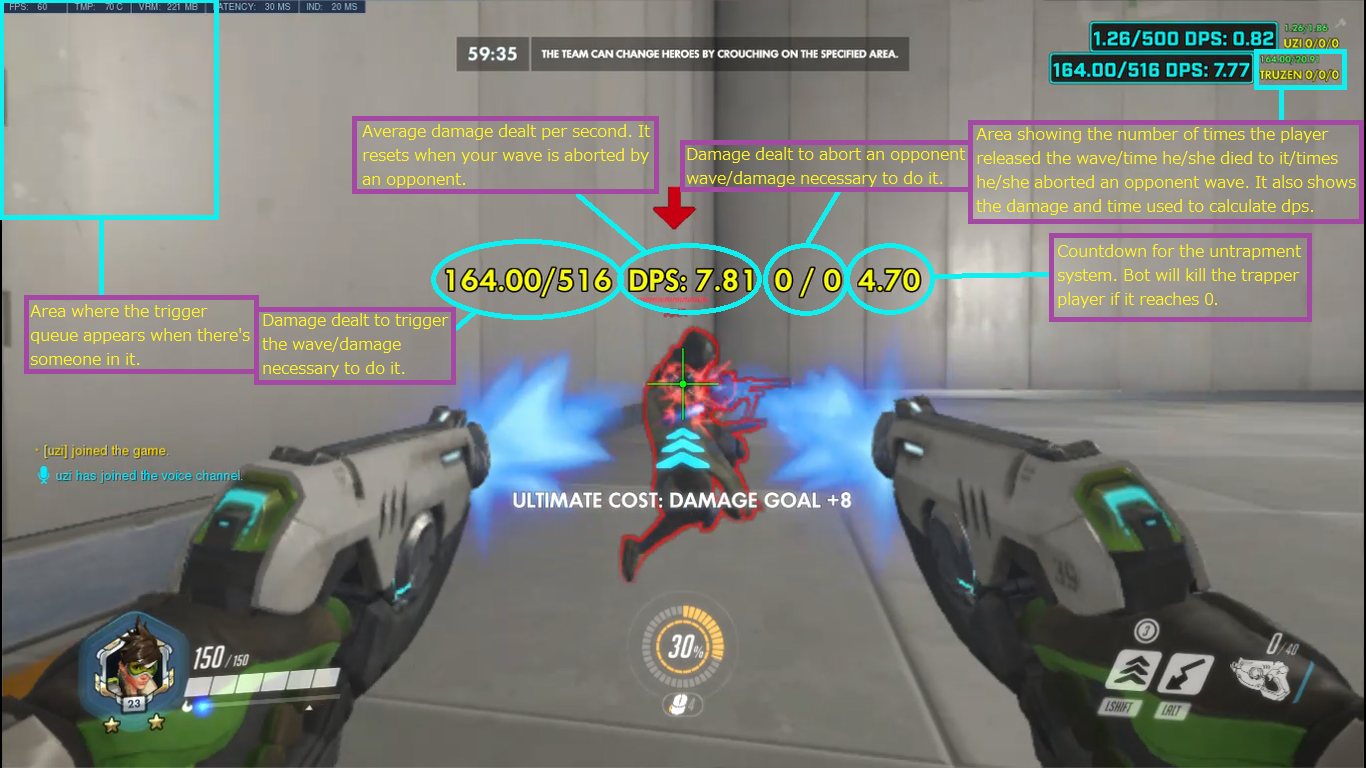 FPS: 60 TMP: 70 C VRM: 221 MB LATENCY: 30 MS IND: 20 MS
59:35 THE TEAM CAN CHANGE HEROES BY CROUCHING ON THE SPECIFIED AREA.
1.26/500 DPS: 0.82
1.26/1.86
UZI 0/0/0
164.00/516 DPS: 7.77
TRUZEN 0/0/0
Average damage dealt per second. It
resets when your wave is aborted by
an opponent.
Damage dealt to abort an opponent
wave/damage necessary to do it.
Area showing the number of times the player
released the wave/time he/she died to it/times
he/she aborted an opponent wave. It also shows
the damage and time used to calculate dps.
164.00/516 DPS: 7.81 0 / 0 4.70
Countdown for the untrapment
system. Bot will kill the trapper
player if it reaches 0.
Area where the trigger
queue appears when there's
someone in it.
Damage dealt to trigger
the wave/damage
necessary to do it.
[uzi] joined the game.
uzi has joined the voice channel.
ULTIMATE COST: DAMAGE GOAL +8
39
150/150
23
30%
3
0/40
LSHIFT LALT